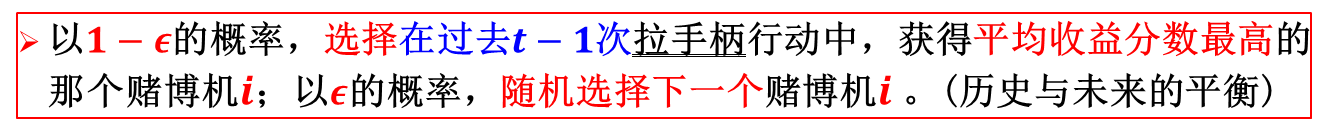 ➢ 以1 − ϵ的概率，选择在过去t − 1次拉手柄行动中，获得平均收益分数最高的
那个赌博机i；以ϵ的概率，随机选择下一个赌博机i 。(历史与未来的平衡)